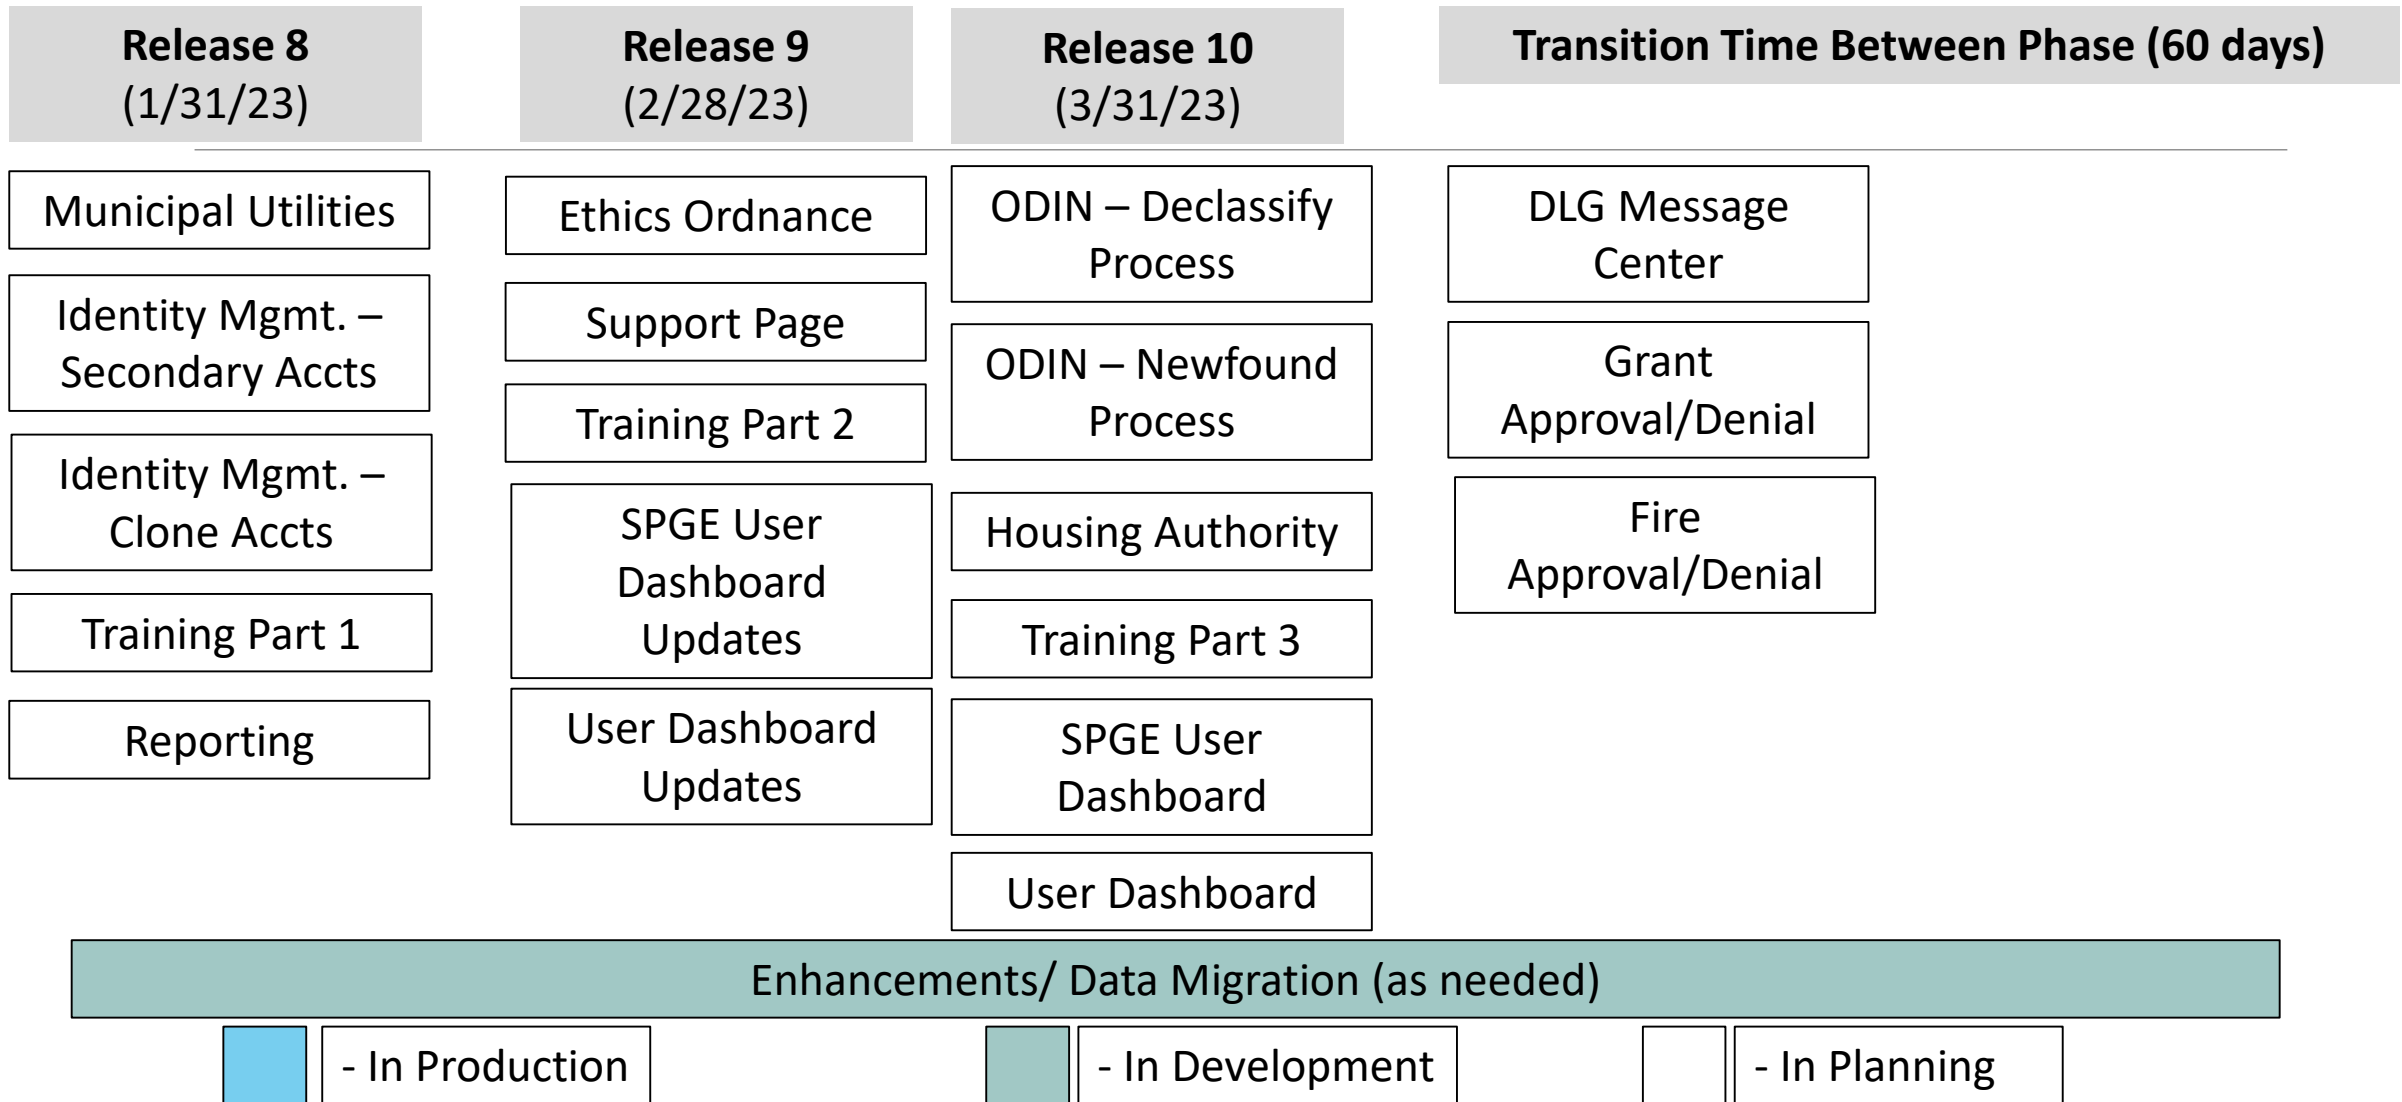 Release 8
(1/31/23)
Release 9
(2/28/23)
Release 10
(3/31/23)
Transition Time Between Phase (60 days)
Municipal Utilities
Identity Mgmt. –
Secondary Accts
Identity Mgmt. –
Clone Accts
Training Part 1
Reporting
Ethics Ordnance
Support Page
Training Part 2
SPGE User
Dashboard
Updates
User Dashboard
Updates
ODIN – Declassify
Process
ODIN – Newfound
Process
Housing Authority
Training Part 3
SPGE User
Dashboard
User Dashboard
DLG Message
Center
Grant
Approval/Denial
Fire
Approval/Denial
Enhancements/ Data Migration (as needed)
- In Production
- In Development
- In Planning